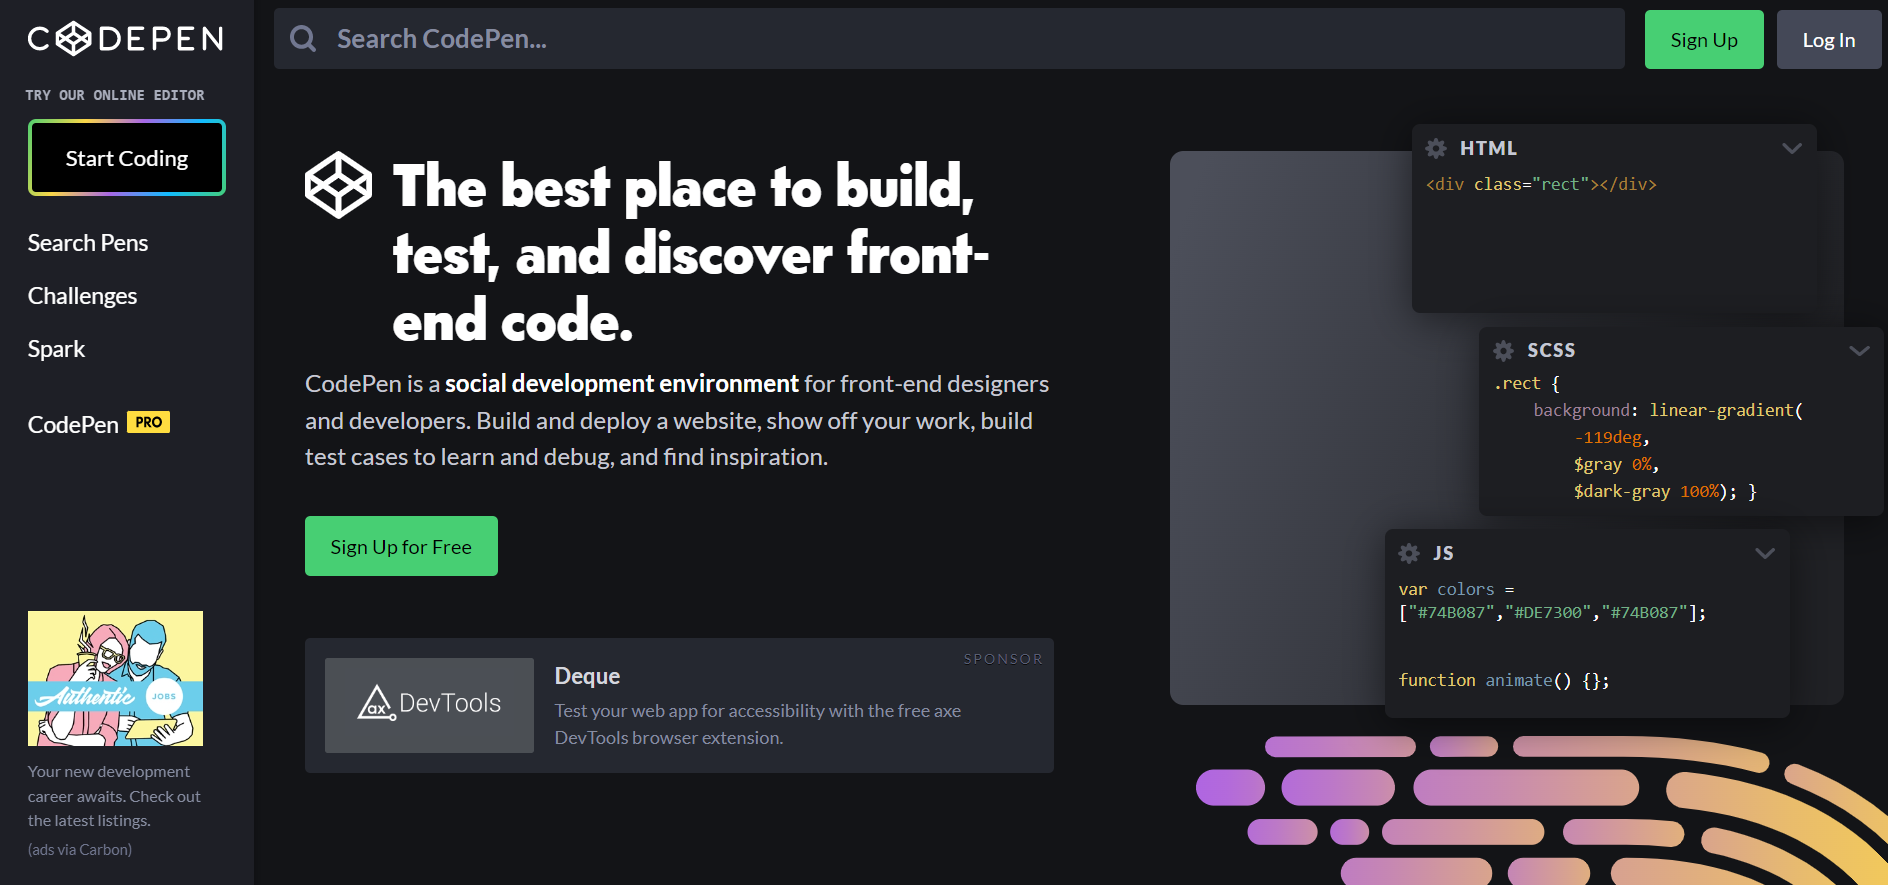 CODEPEN
TRY OUR ONLINE EDITOR
Start Coding
Search Pens
Challenges
Spark
CodePen PRO
Authentic JOBS
Your new development
career awaits. Check out
the latest listings.
(ads via Carbon)
Search CodePen...
Sign Up
Log In
The best place to build,
test, and discover front-
end code.
CodePen is a social development environment for front-end designers
and developers. Build and deploy a website, show off your work, build
test cases to learn and debug, and find inspiration.
Sign Up for Free
SPONSOR
ax DevTools
Deque
Test your web app for accessibility with the free axe
DevTools browser extension.
HTML
<div class="rect"></div>
SCSS
.rect {
background: linear-gradient(
-119deg,
$gray 0%,
$dark-gray 100%); }
JS
var colors =
["#74B087","#DE7300","#74B087"];
function animate() {};